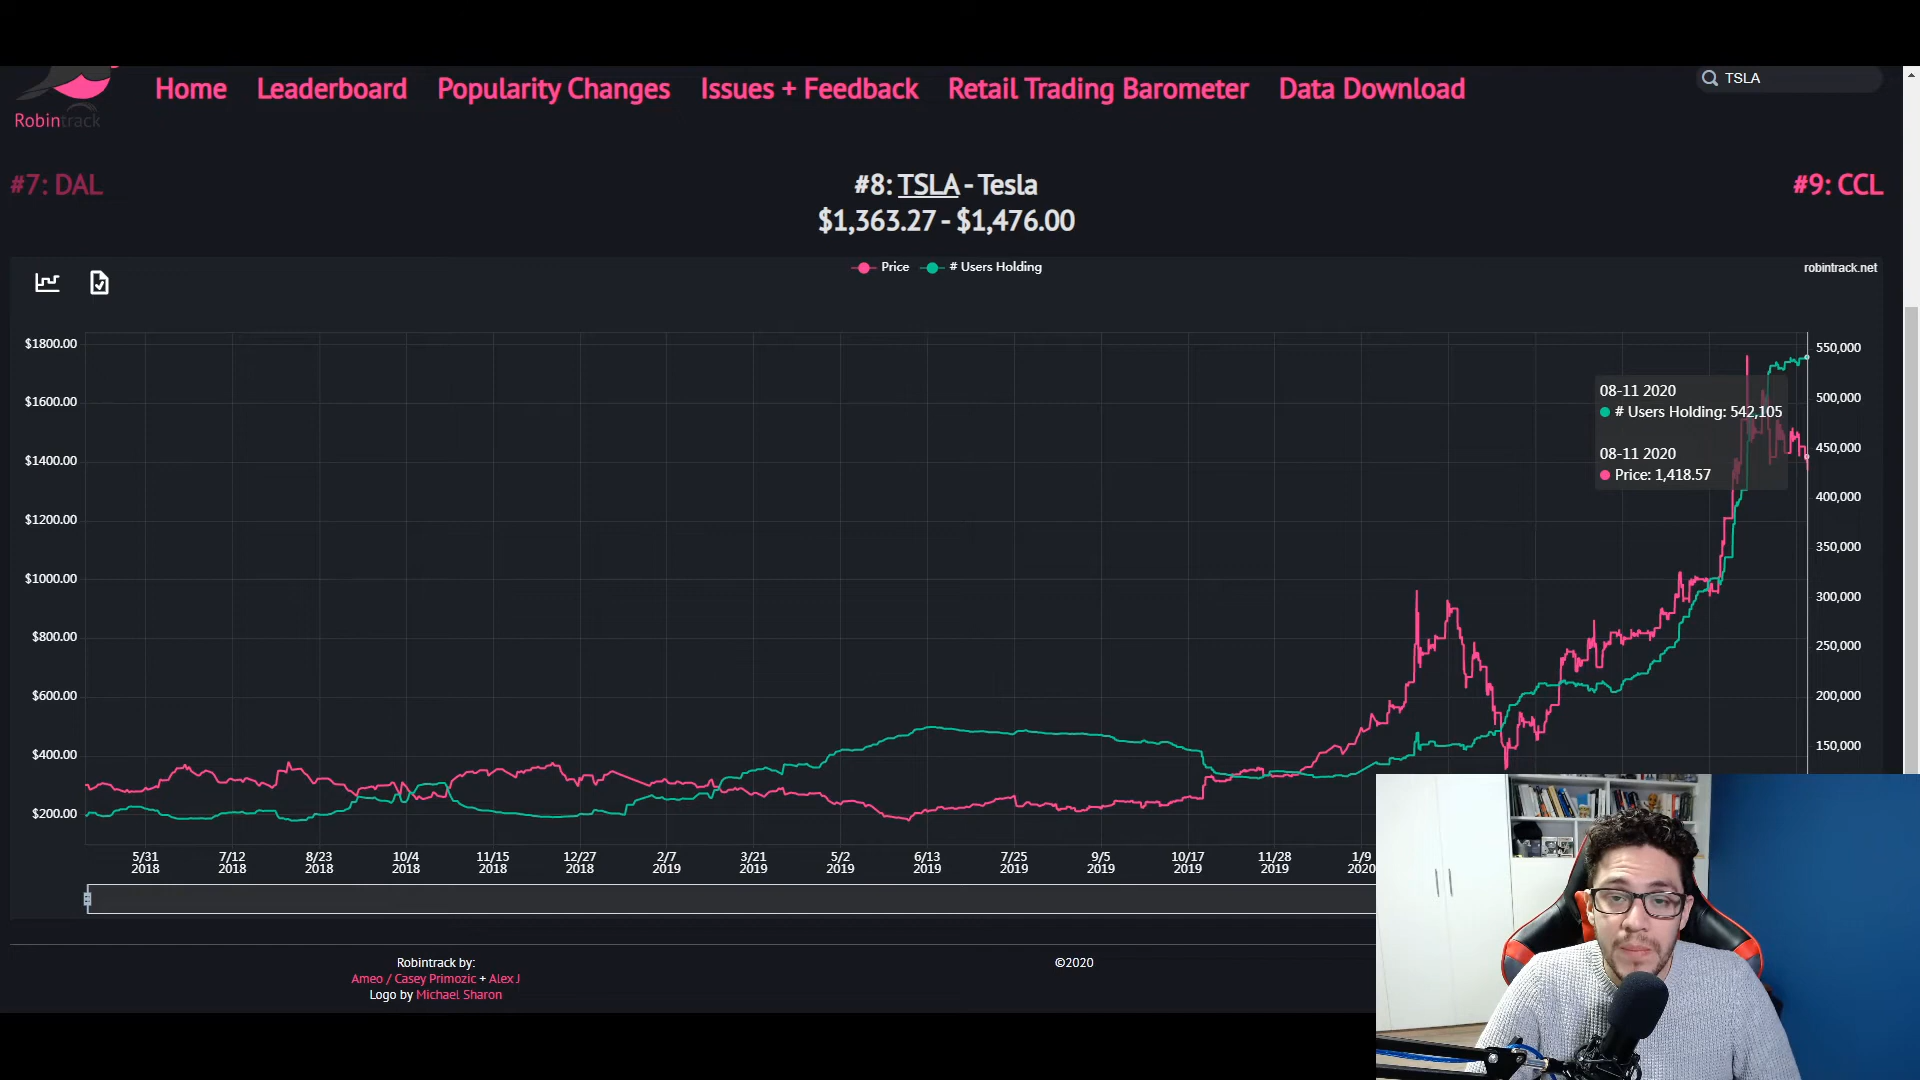 Home Leaderboard Popularity Changes Issues + Feedback Retail Trading Barometer Data Download
TSLA
Robintrack
#7: DAL
#8: TSLA - Tesla
#9: CCL
$1,363.27 - $1,476.00
Price # Users Holding
robintrack.net
$1800.00
$1600.00
$1400.00
$1200.00
$1000.00
$800.00
$600.00
$400.00
$200.00
550,000
500,000
450,000
400,000
350,000
300,000
250,000
200,000
150,000
08-11 2020
# Users Holding: 542,105
08-11 2020
Price: 1,418.57
5/31 7/12 8/23 10/4 11/15 12/27 2/7 3/21 5/2 6/13 7/25 9/5 10/17 11/28 1/9
2018 2018 2018 2018 2018 2018 2019 2019 2019 2019 2019 2019 2019 2019 2020
Robintrack by:
Ameo / Casey Primozic + Alex J
Logo by Michael Sharon
©2020